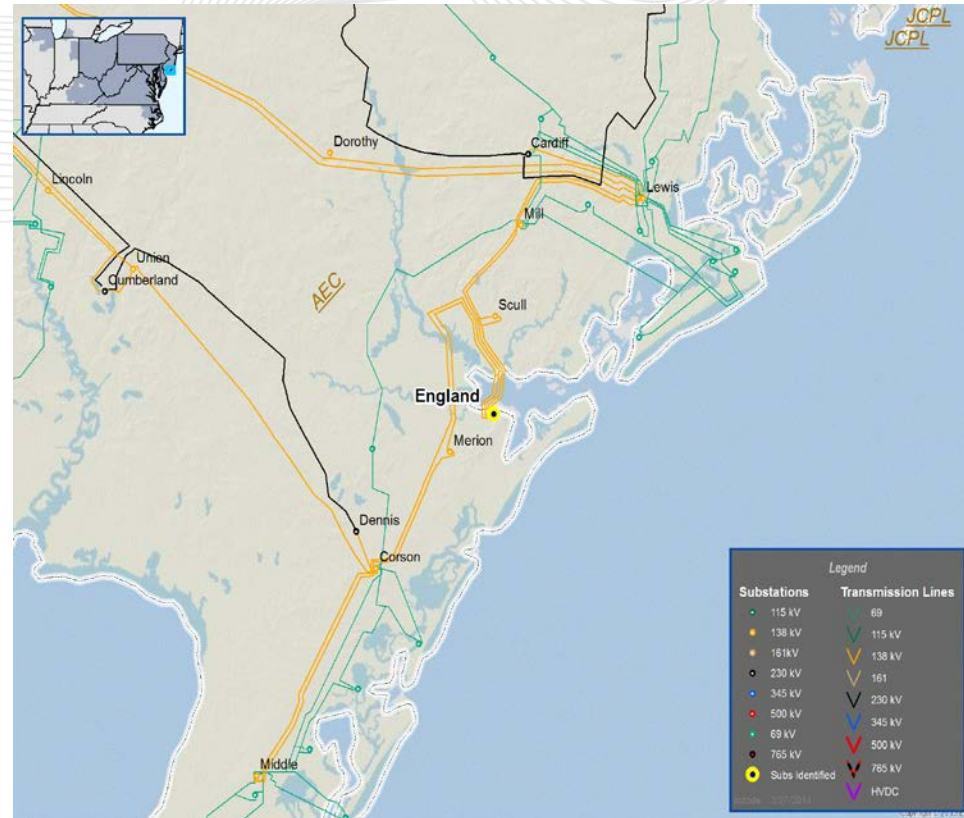 JCPL
JCPL
Dorothy
Cardiff
Lincoln
Lewis
Mill
Union
Cumberland
AEC
Scull
England
Merion
Dennis
Corson
Middle
Legend
Substations
115 kV
138 kV
161kV
230 kV
345 kV
500 kV
69 kV
765 kV
Subs identified
Transmission Lines
69
115 kV
138 kV
161
230 kV
345 kV
500 kV
765 kV
HVDC